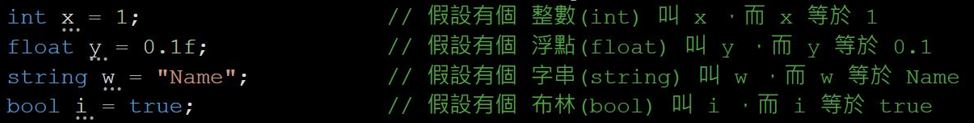 int x = 1; // 假設有個 整數(int) 叫 x ，而 x 等於 1
float y = 0.1f; // 假設有個 浮點(float) 叫 y ，而 y 等於 0.1
string w = "Name"; // 假設有個 字串(string) 叫 w ，而 w 等於 Name
bool i = true; // 假設有個 布林(bool) 叫 i ，而 i 等於 true